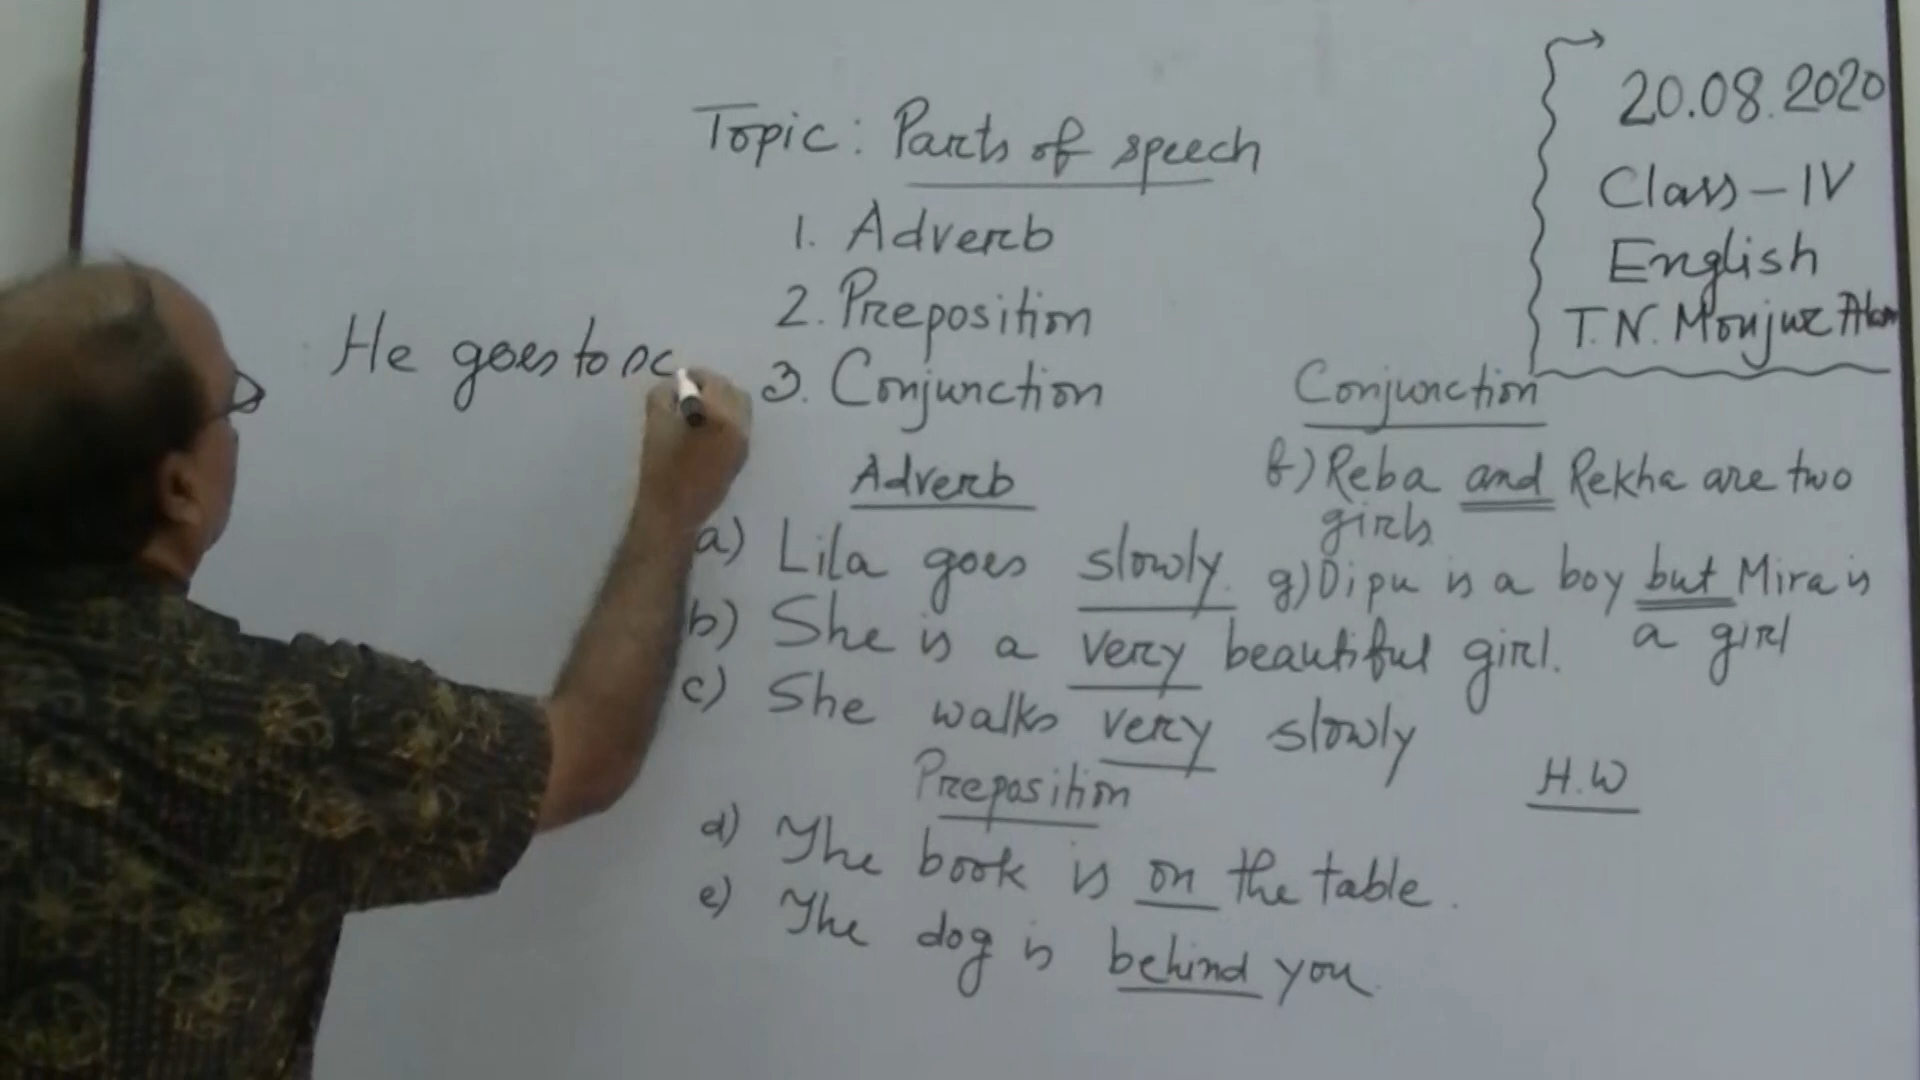 20.08.2020
Class-IV
English
T.N. Monjur Alam
Topic: Parts of speech
1. Adverb
2. Preposition
3. Conjunction
He goes to sc
Adverb
a) Lila goes slowly.
b) She is a very beautiful girl.
c) She walks very slowly
Preposition
d) The book is on the table.
e) The dog is behind you.
Conjunction
f) Reba and Rekha are two
girls
g) Dipu is a boy but Mira is
a girl
H.W